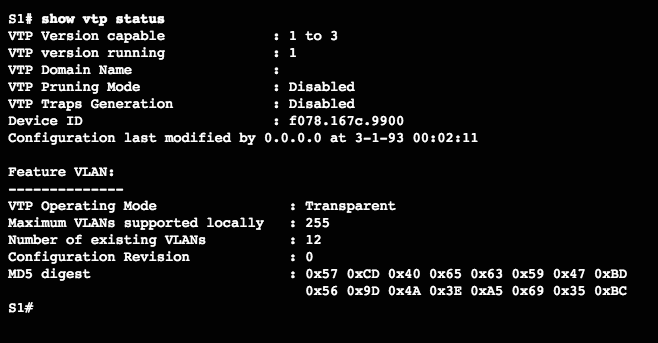 S1# show vtp status
VTP Version capable : 1 to 3
VTP version running : 1
VTP Domain Name :
VTP Pruning Mode : Disabled
VTP Traps Generation : Disabled
Device ID : f078.167c.9900
Configuration last modified by 0.0.0.0 at 3-1-93 00:02:11
Feature VLAN:
--------------
VTP Operating Mode : Transparent
Maximum VLANs supported locally : 255
Number of existing VLANs : 12
Configuration Revision : 0
MD5 digest : 0x57 0xCD 0x40 0x65 0x63 0x59 0x47 0xBD
0x56 0x9D 0x4A 0x3E 0xA5 0x69 0x35 0xBC
S1#